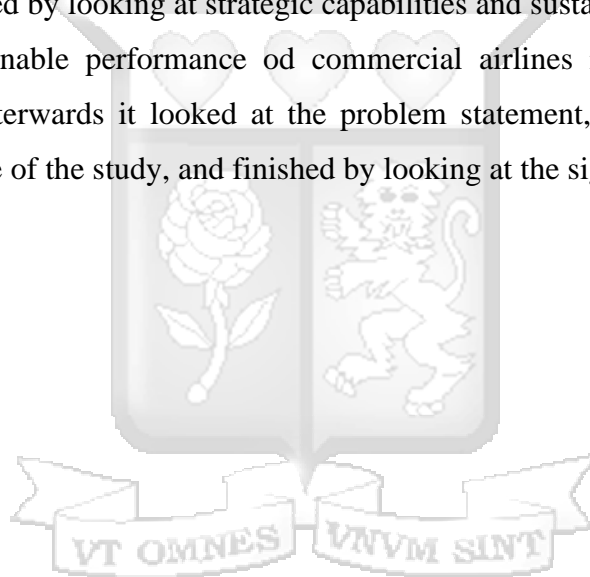 ed by looking at strategic capabilities and susta
nable performance od commercial airlines
terwards it looked at the problem statement,
e of the study, and finished by looking at the si
VT OMNES VNVM SINT